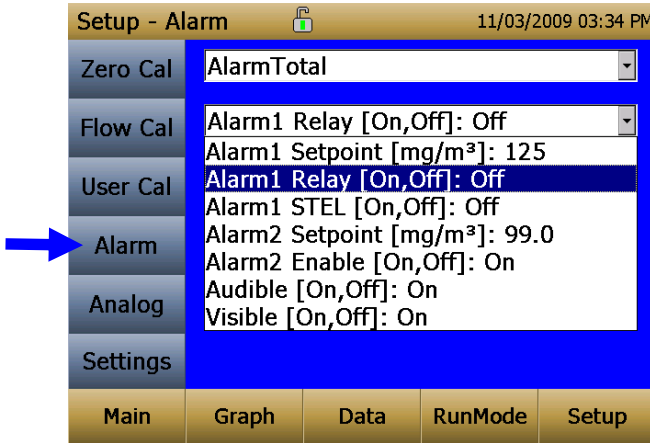 Setup - Alarm 11/03/2009 03:34 PM
Zero Cal
AlarmTotal
Flow Cal
Alarm1 Relay [On,Off]: Off
Alarm1 Setpoint [mg/m³]: 125
User Cal
Alarm1 Relay [On,Off]: Off
Alarm1 STEL [On,Off]: Off
Alarm
Alarm2 Setpoint [mg/m³]: 99.0
Alarm2 Enable [On,Off]: On
Analog
Audible [On,Off]: On
Visible [On,Off]: On
Settings
Main Graph Data RunMode Setup